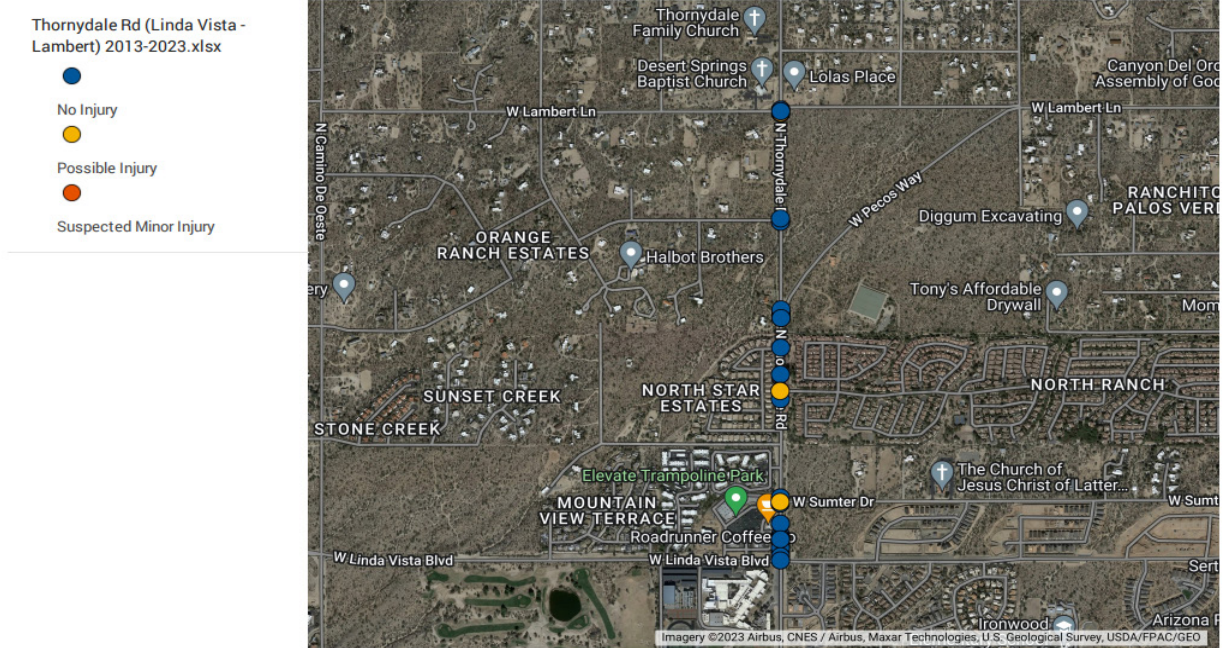 Thornydale Rd (Linda Vista -
Lambert) 2013-2023.xlsx
No Injury
Possible Injury
Suspected Minor Injury
Thornydale
Family Church
Desert Springs
Baptist Church
Lolas Place
Canyon Del Oro
Assembly of God
W Lambert Ln
W Lambert Ln
N Camino De Oeste
N Thornydale R
W Pecos Way
RANCHITO
PALOS VER
Diggum Excavating
ORANGE
RANCH ESTATES
Halbot Brothers
ery
Tony's Affordable
Drywall
Mom
N
Rd
NORTH STAR
ESTATES
NORTH RANCH
SUNSET CREEK
STONE CREEK
Elevate Trampoline Park
The Church of
Jesus Christ of Latter...
MOUNTAIN
VIEW TERRACE
W Sumter Dr
W Sumt
Roadrunner Coffee
W Linda Vista Blvd
W Linda Vista Blvd
Sert
Ironwood
Arizona
Imagery ©2023 Airbus, CNES / Airbus, Maxar Technologies, U.S. Geological Survey, USDA/FPAC/GEO